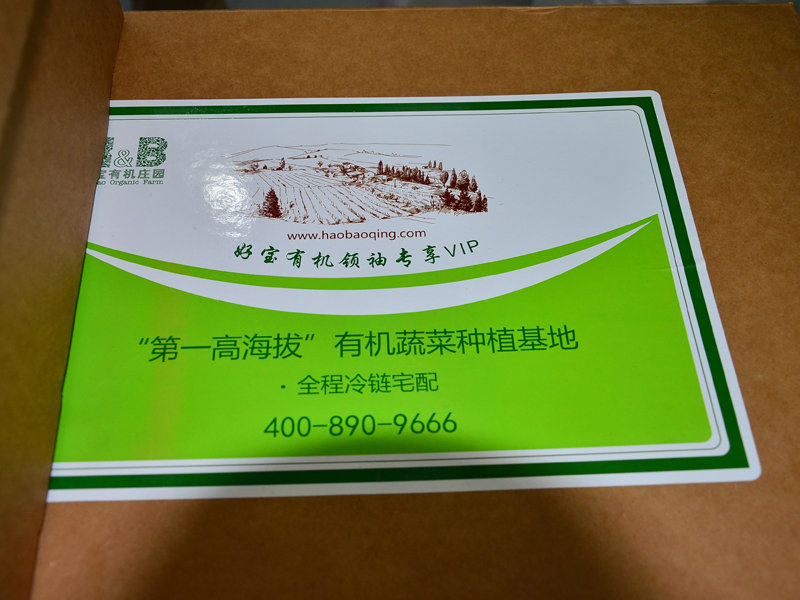 &B
宝有机庄园
ao Organic Farm
www.haobaoqing.com
好宝有机领袖专享VIP
“第一高海拔”有机蔬菜种植基地
·全程冷链宅配
400-890-9666